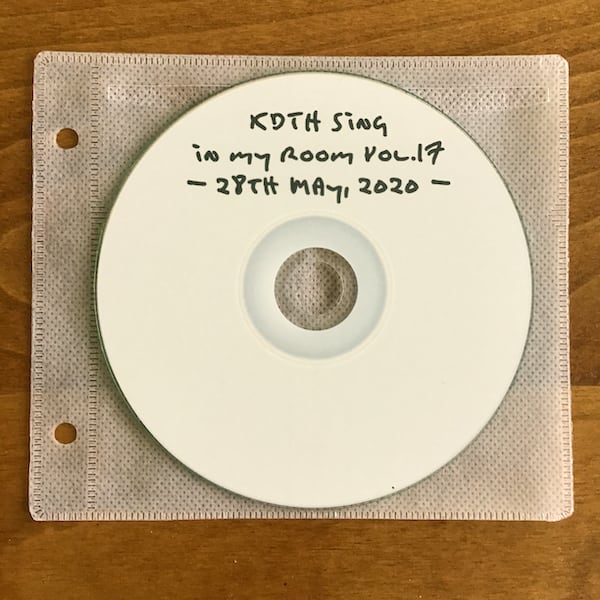 KDTH SiNG
in my ROOM VOL.17
- 28TH MAy, 2020 -